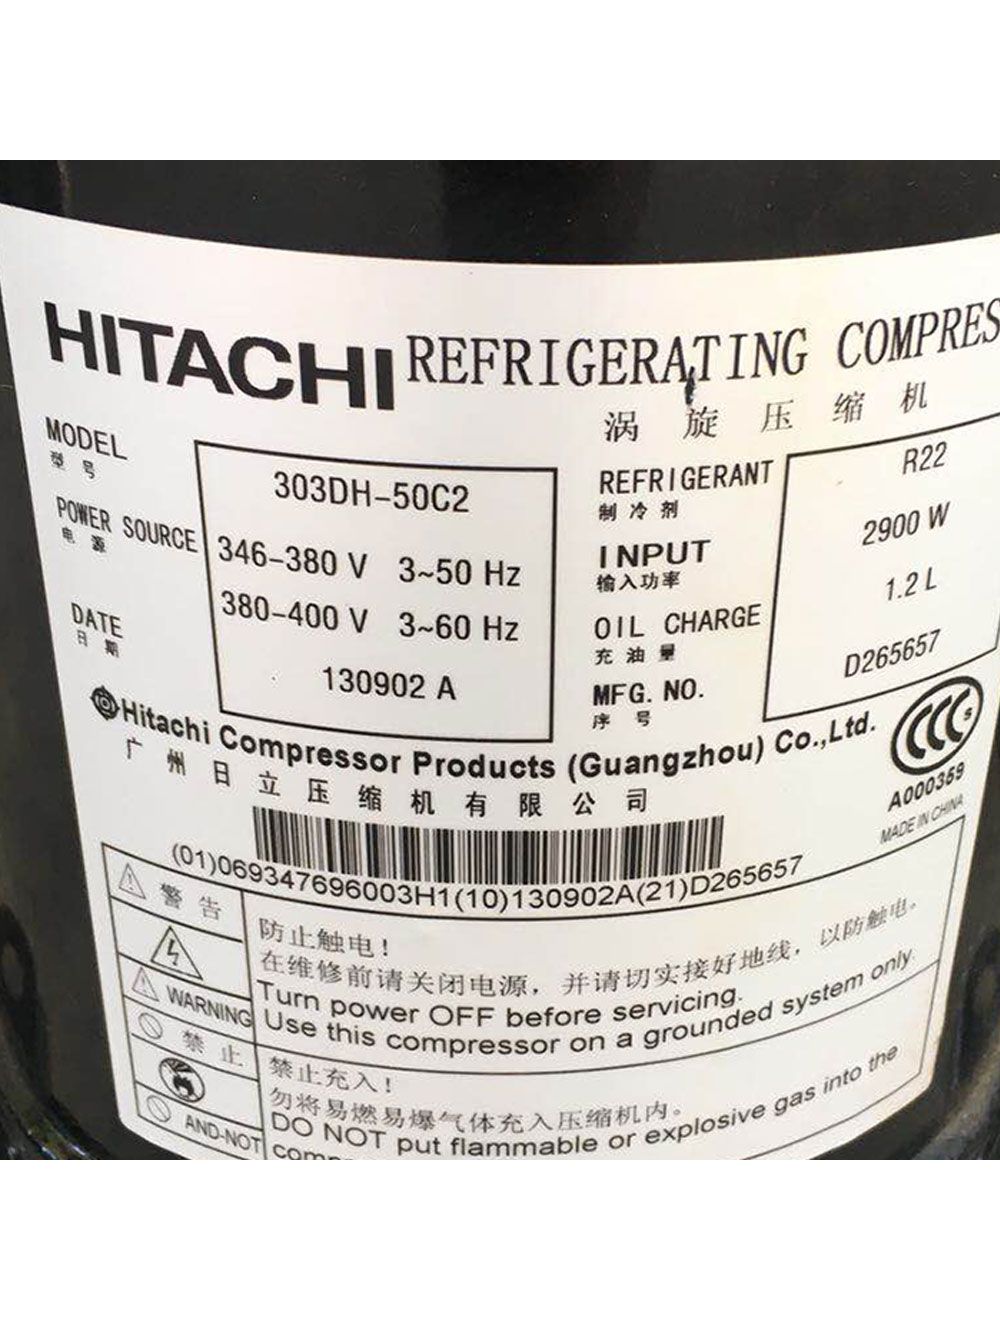 HITACHI REFRIGERATING COMPRES
涡旋压缩机
MODEL 303DH-50C2
型号
POWER SOURCE 346-380 V 3~50 Hz
电源
380-400 V 3~60 Hz
DATE 130902 A
日期
REFRIGERANT R22
制冷剂
INPUT 2900 W
输入功率
OIL CHARGE 1.2 L
充油量
MFG. NO. D265657
序号
Hitachi Compressor Products (Guangzhou) Co.,Ltd.
广州日立压缩机有限公司
CCC S
A000359
MADE IN CHINA
(01)069347696003H1(10)130902A(21)D265657
警告
防止触电!
在维修前请关闭电源，并请切实接好地线，以防触电。
WARNING
Turn power OFF before servicing.
Use this compressor on a grounded system only.
禁止
禁止充入!
勿将易燃易爆气体充入压缩机内。
AND-NOT
DO NOT put flammable or explosive gas into the